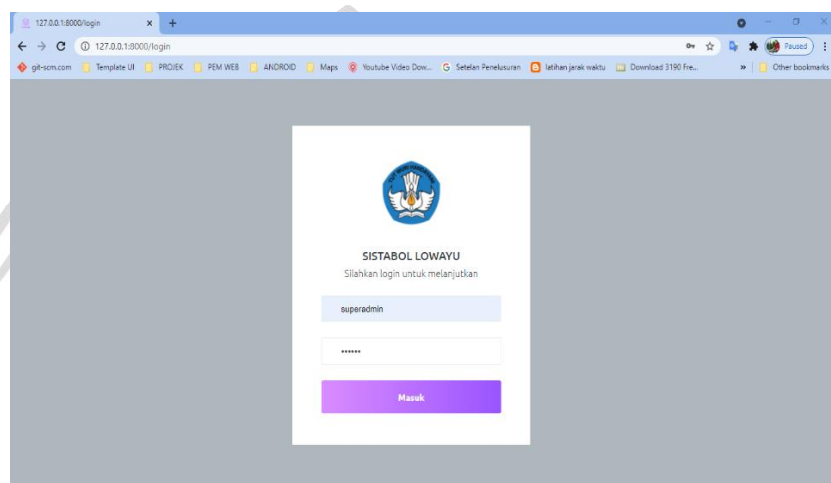 127.0.0.1:8000/login
127.0.0.1:8000/login
Paused
git-scm.com Template UI PROJEK PEM WEB ANDROID Maps Youtube Video Dow... Setelan Penelusuran latihan jarak waktu Download 3190 Fre... » Other bookmarks
SISTABOL LOWAYU
Silahkan login untuk melanjutkan
superadmin
••••••
Masuk